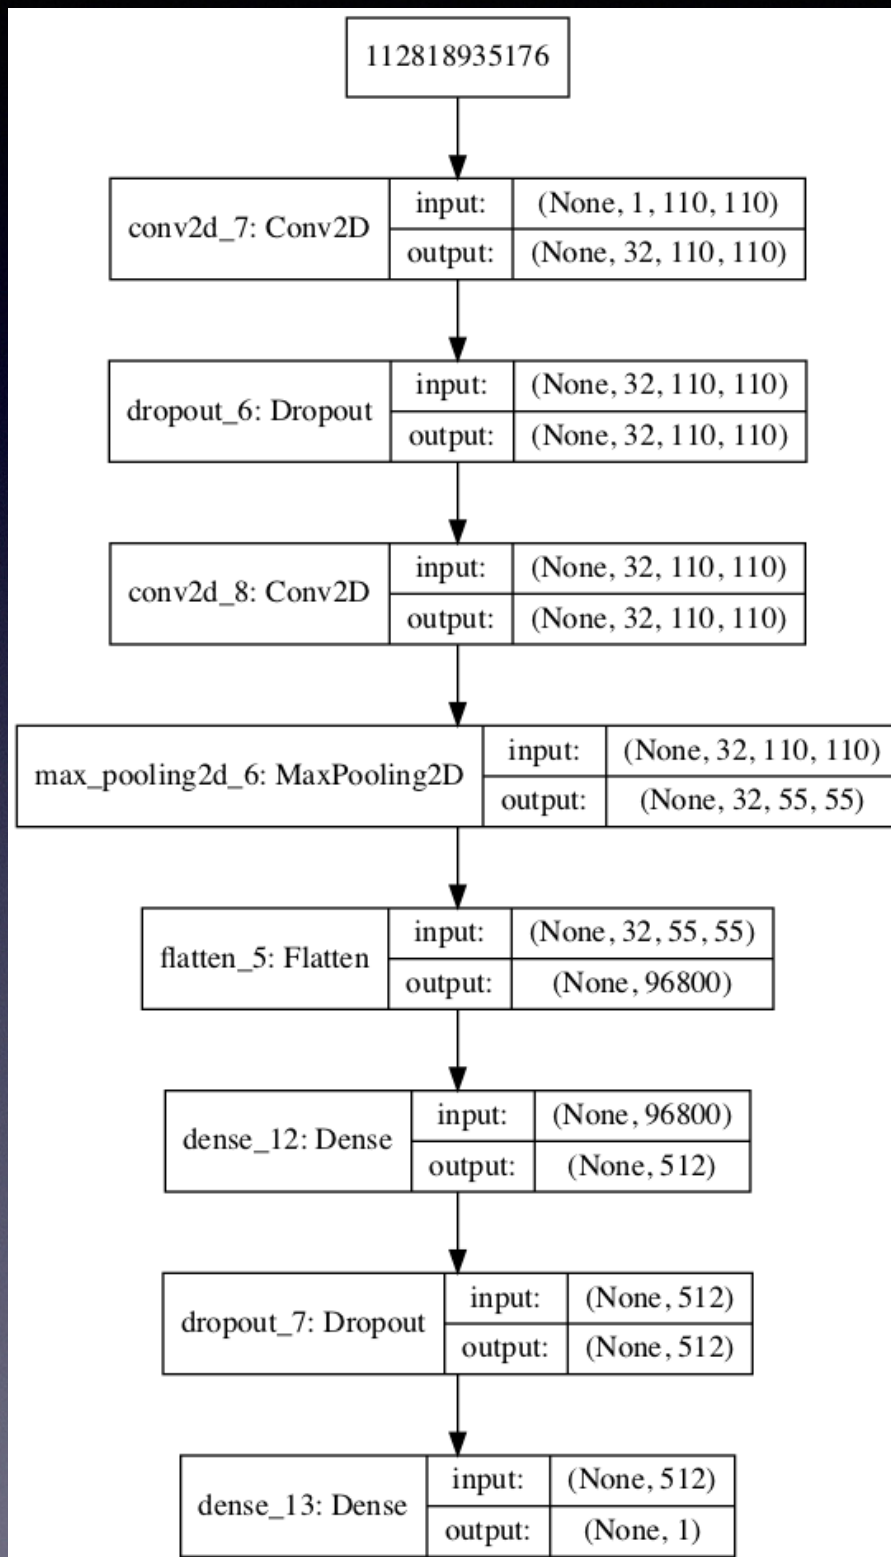 112818935176
conv2d_7: Conv2D
input: (None, 1, 110, 110)
output: (None, 32, 110, 110)
dropout_6: Dropout
input: (None, 32, 110, 110)
output: (None, 32, 110, 110)
conv2d_8: Conv2D
input: (None, 32, 110, 110)
output: (None, 32, 110, 110)
max_pooling2d_6: MaxPooling2D
input: (None, 32, 110, 110)
output: (None, 32, 55, 55)
flatten_5: Flatten
input: (None, 32, 55, 55)
output: (None, 96800)
dense_12: Dense
input: (None, 96800)
output: (None, 512)
dropout_7: Dropout
input: (None, 512)
output: (None, 512)
dense_13: Dense
input: (None, 512)
output: (None, 1)